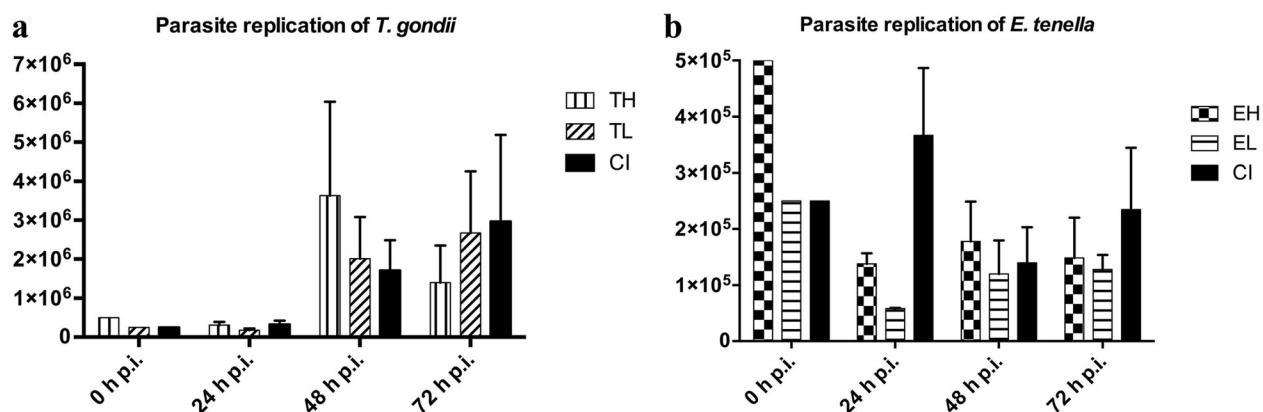 a
Parasite replication of T. gondii
7×10⁶
6×10⁶
5×10⁶
4×10⁶
3×10⁶
2×10⁶
1×10⁶
0
0 h p.i.
24 h p.i.
48 h p.i.
72 h p.i.
TH
TL
CI
b
Parasite replication of E. tenella
5×10⁵
4×10⁵
3×10⁵
2×10⁵
1×10⁵
0
0 h p.i.
24 h p.i.
48 h p.i.
72 h p.i.
EH
EL
CI